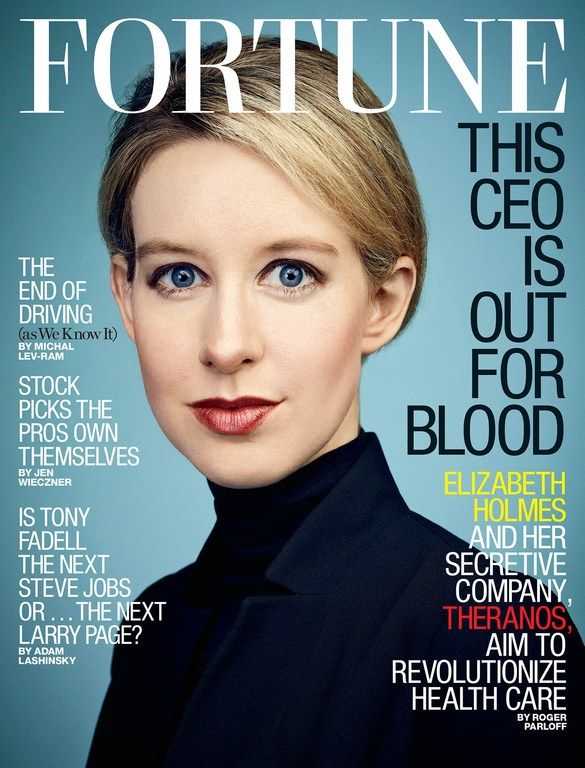 FORTUNE
THIS
CEO
IS
OUT
FOR
BLOOD
ELIZABETH
HOLMES
AND HER
SECRETIVE
COMPANY,
THERANOS,
AIM TO
REVOLUTIONIZE
HEALTH CARE
BY ROGER
PARLOFF
THE
END OF
DRIVING
(as We Know It)
BY MICHAL
LEV-RAM
STOCK
PICKS THE
PROS OWN
THEMSELVES
BY JEN
WIECZNER
IS TONY
FADELL
THE NEXT
STEVE JOBS
OR ... THE NEXT
LARRY PAGE?
BY ADAM
LASHINSKY